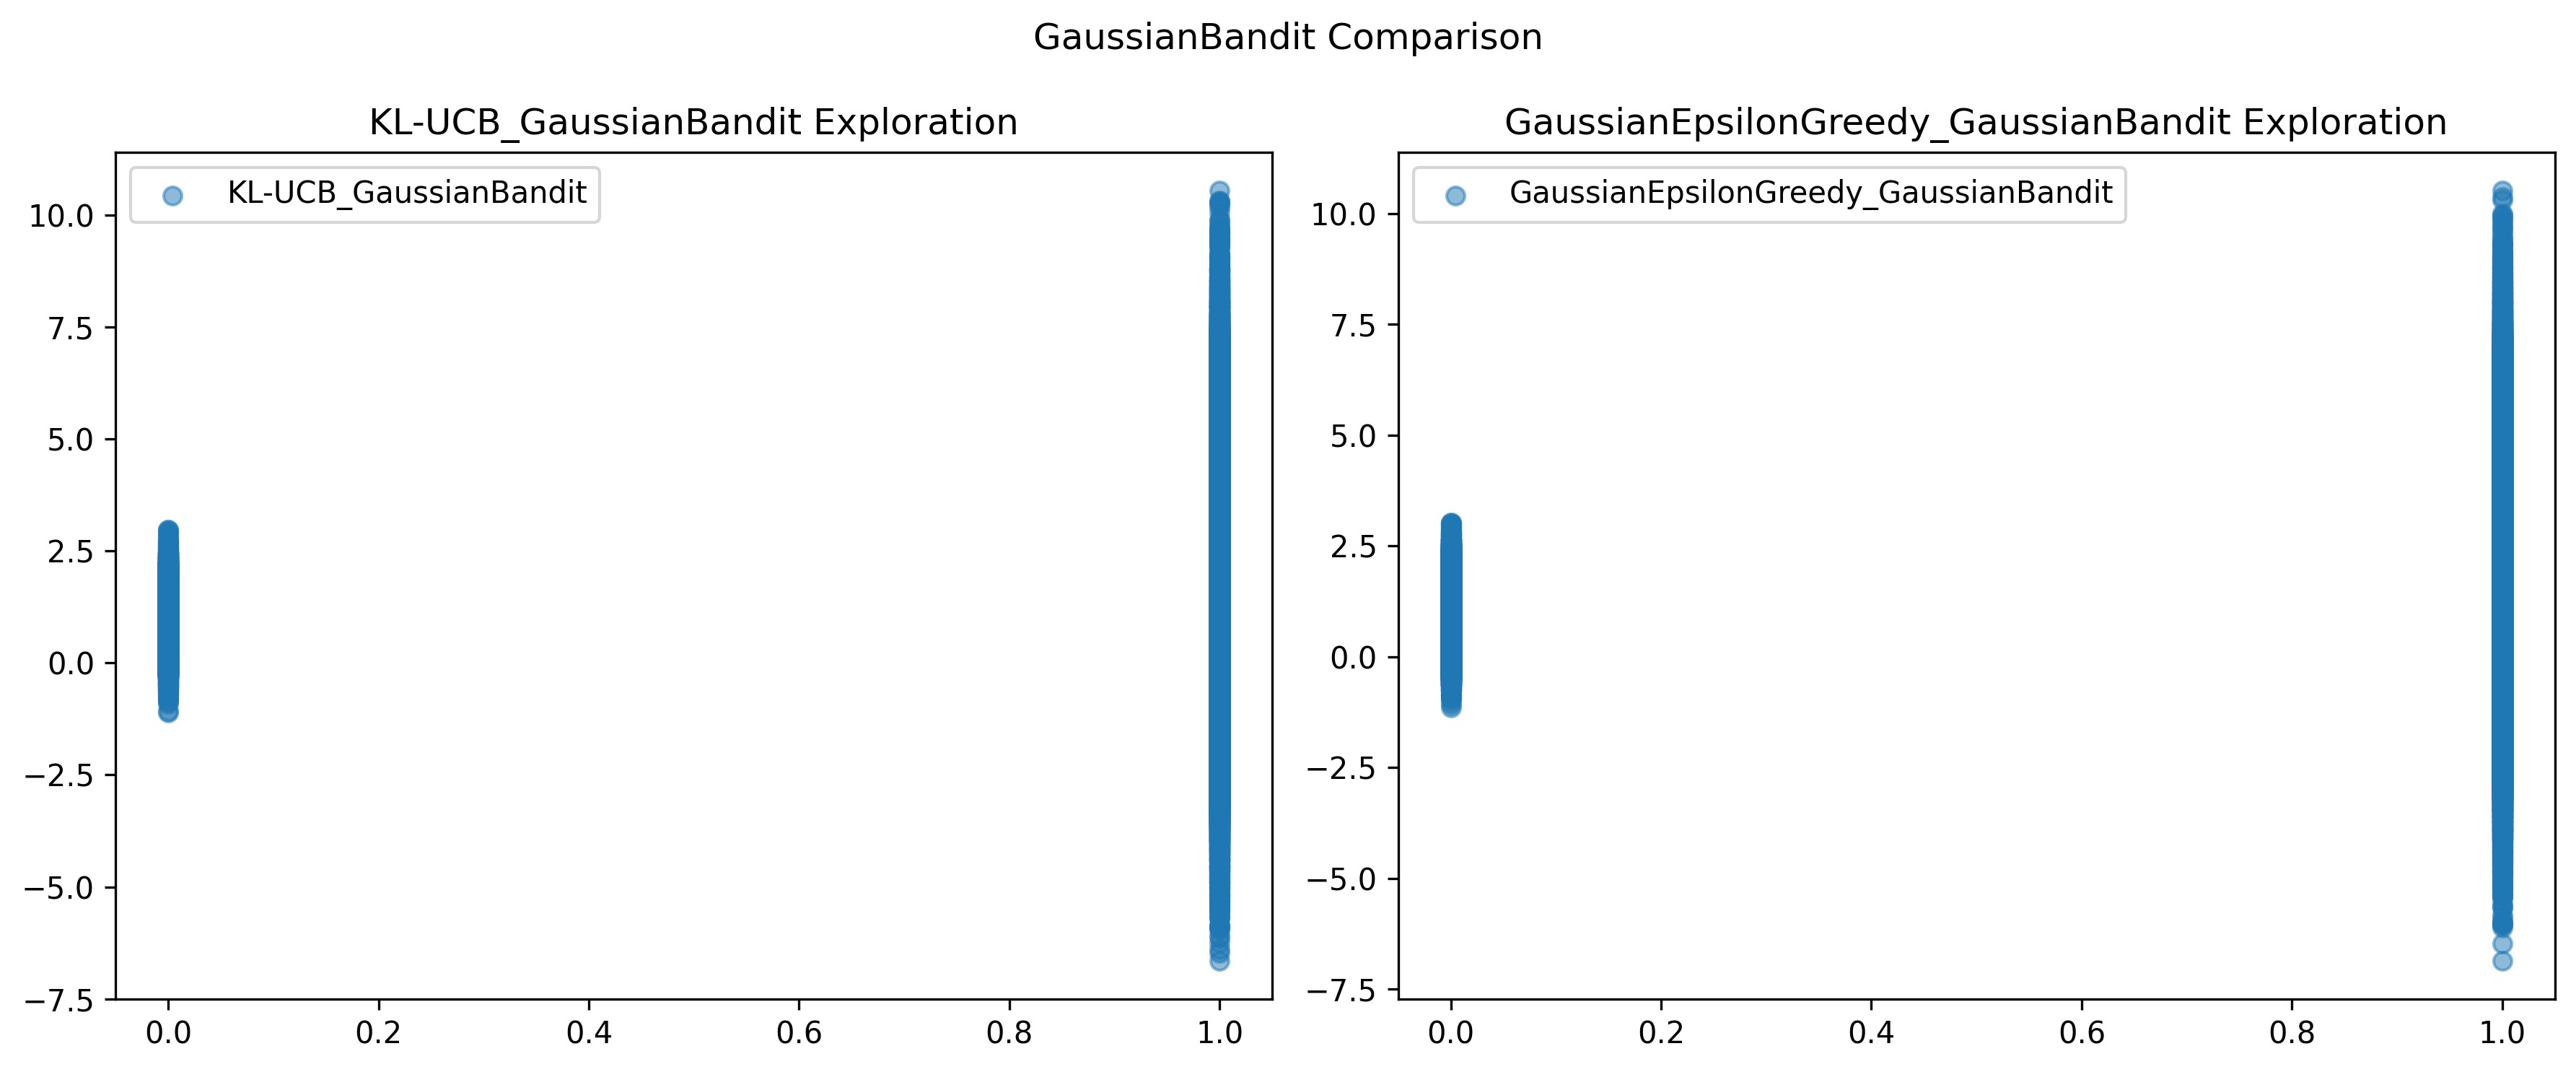 GaussianBandit Comparison
KL-UCB_GaussianBandit Exploration
KL-UCB_GaussianBandit
10.0
7.5
5.0
2.5
0.0
−2.5
−5.0
−7.5
0.0 0.2 0.4 0.6 0.8 1.0
GaussianEpsilonGreedy_GaussianBandit Exploration
GaussianEpsilonGreedy_GaussianBandit
10.0
7.5
5.0
2.5
0.0
−2.5
−5.0
−7.5
0.0 0.2 0.4 0.6 0.8 1.0